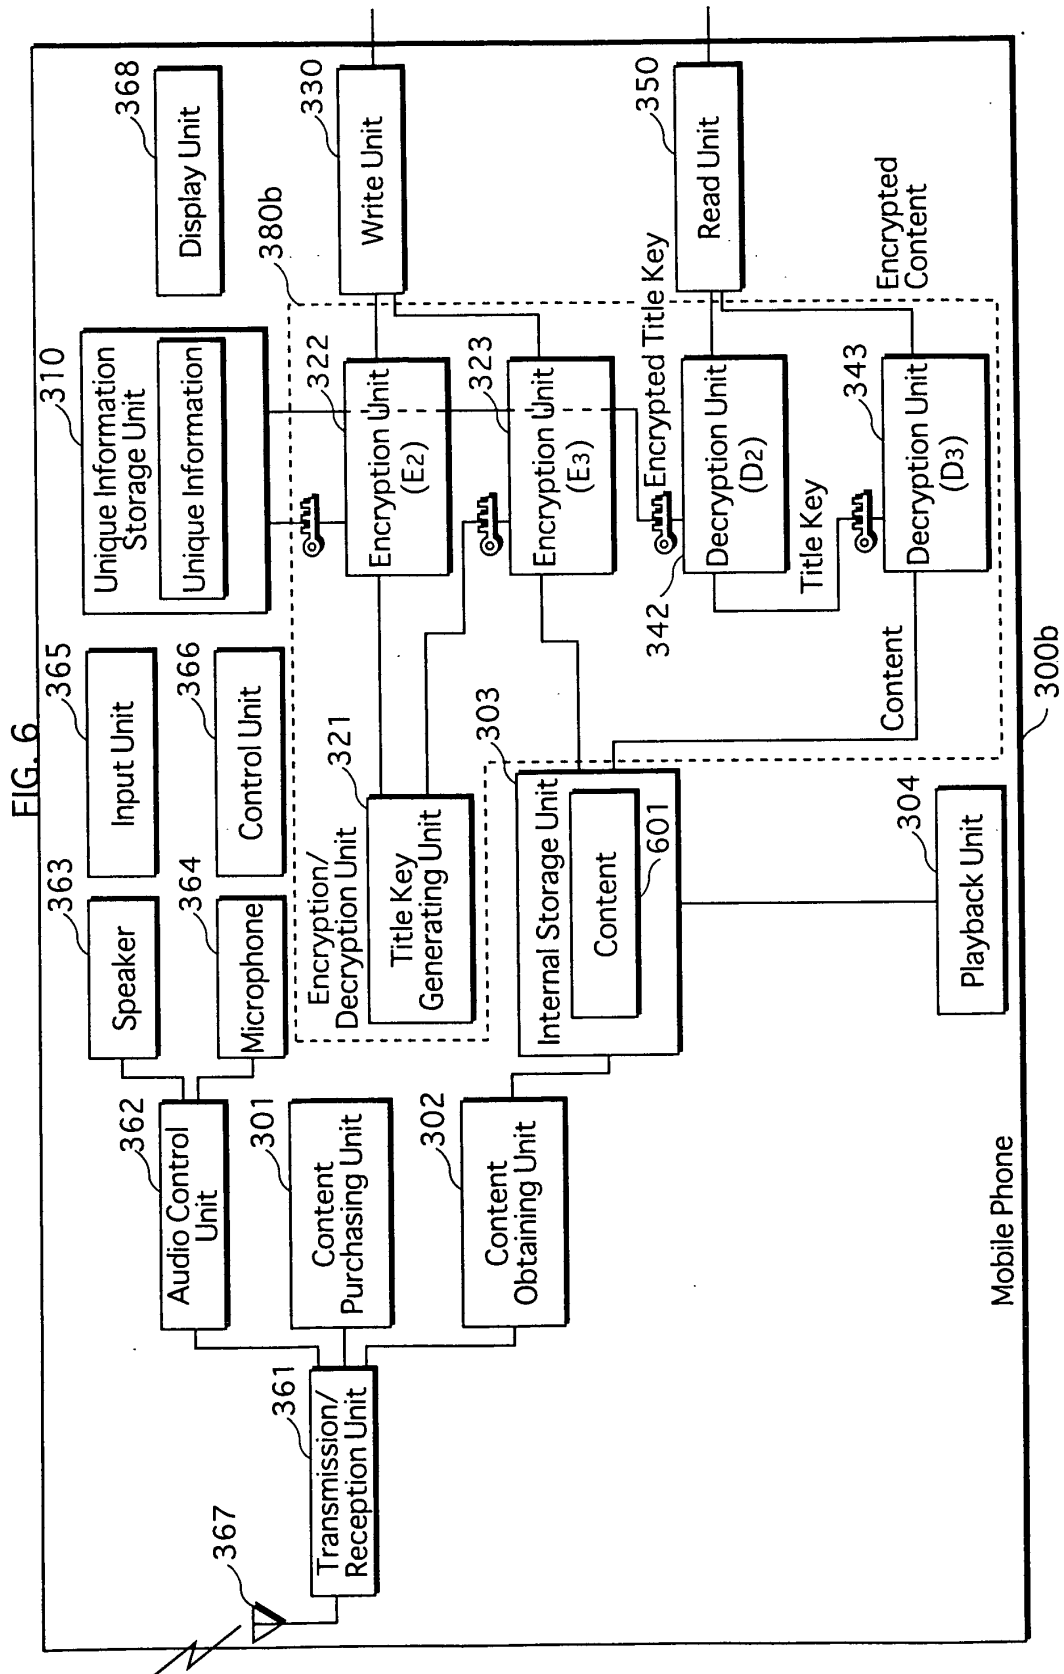 FIG. 6
367
361
Transmission/
Reception Unit
362
Audio Control
Unit
363
Speaker
364
Microphone
365
Input Unit
366
Control Unit
310
Unique Information
Storage Unit
Unique Information
368
Display Unit
301
Content
Purchasing Unit
302
Content
Obtaining Unit
Encryption/
Decryption Unit
380b
321
Title Key
Generating Unit
322
Encryption Unit
(E2)
330
Write Unit
323
Encryption Unit
(E3)
303
Internal Storage Unit
Content
601
Encrypted Title Key
342
Decryption Unit
(D2)
350
Read Unit
Title Key
343
Decryption Unit
(D3)
Encrypted
Content
Content
304
Playback Unit
Mobile Phone
300b